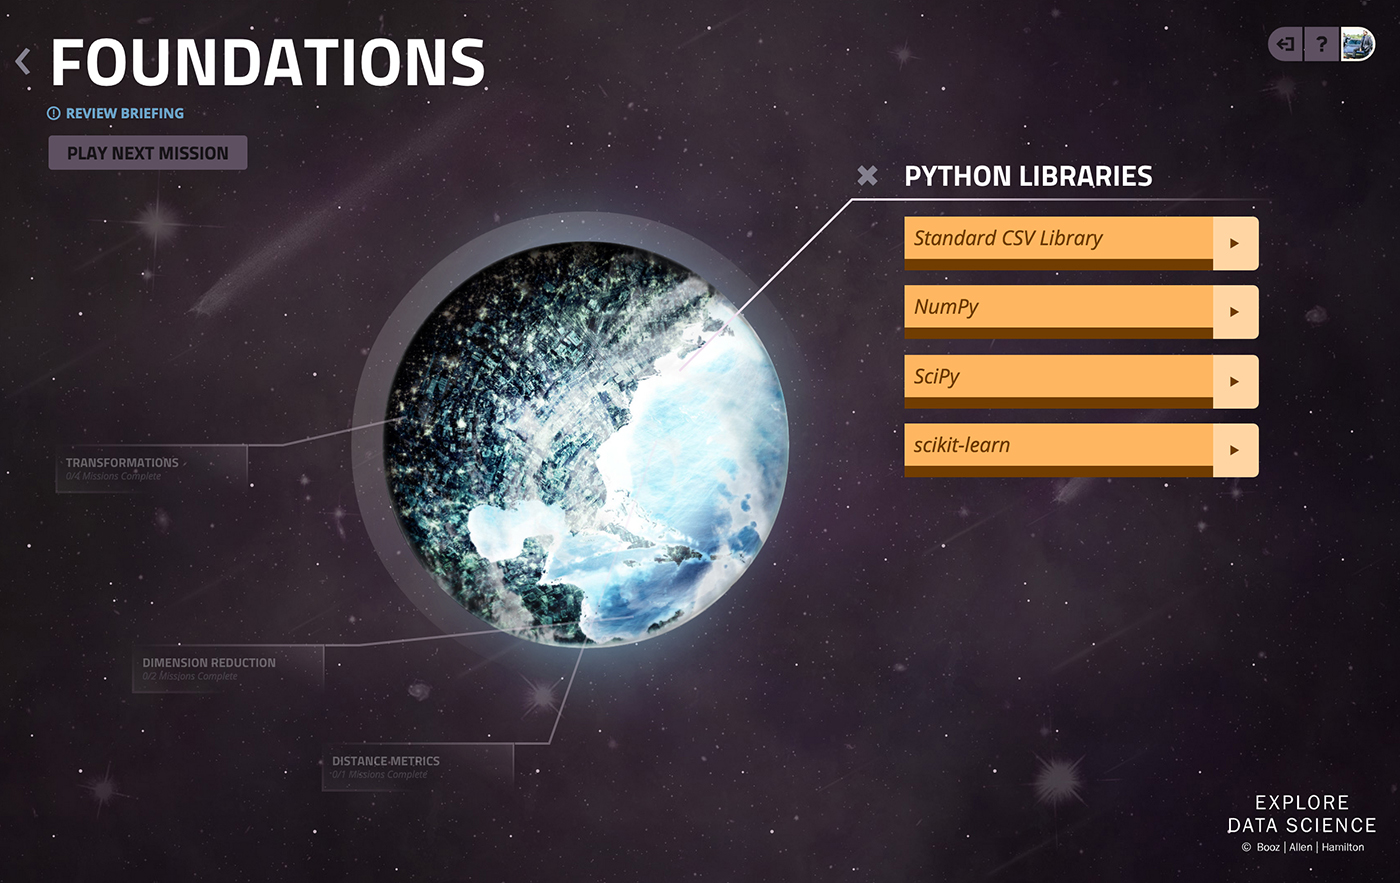 FOUNDATIONS
REVIEW BRIEFING
PLAY NEXT MISSION
?
PYTHON LIBRARIES
Standard CSV Library
NumPy
SciPy
scikit-learn
TRANSFORMATIONS
0/4 Missions Complete
DIMENSION REDUCTION
0/2 Missions Complete
DISTANCE METRICS
0/1 Missions Complete
EXPLORE
DATA SCIENCE
© Booz | Allen | Hamilton